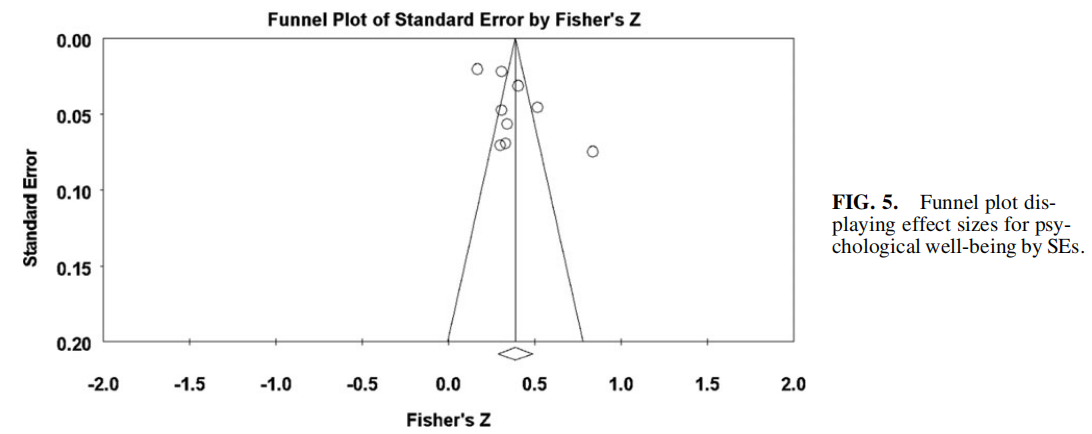 Funnel Plot of Standard Error by Fisher's Z
0.00
0.05
0.10
0.15
0.20
Standard Error
-2.0 -1.5 -1.0 -0.5 0.0 0.5 1.0 1.5 2.0
Fisher's Z
FIG. 5. Funnel plot dis-
playing effect sizes for psy-
chological well-being by SEs.